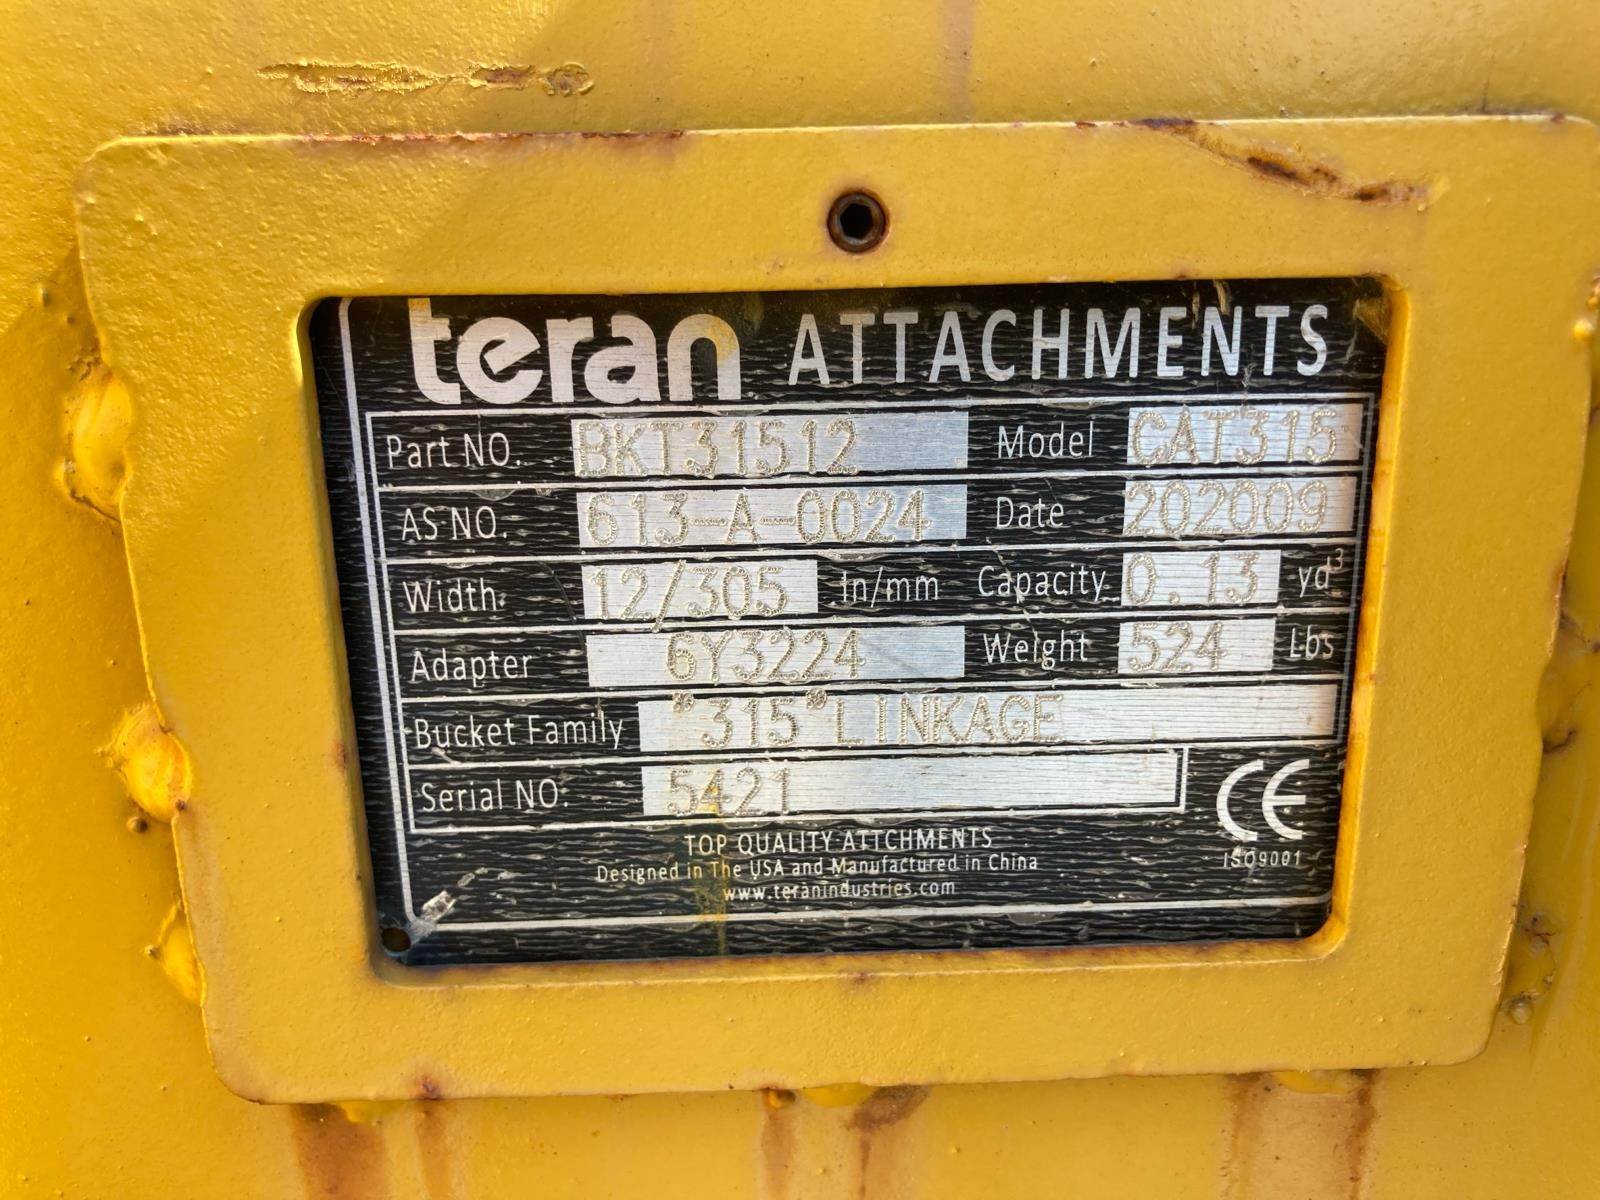 teran ATTACHMENTS
Part NO. BKT31512 Model CAT315
AS NO. 613-A-0024 Date 202009
Width: 12/305 In/mm Capacity 0.13 yd³
Adapter 6Y3224 Weight 524 Lbs
Bucket Family "315"LINKAGE
Serial NO: 5421
CE
ISO9001
TOP QUALITY ATTCHMENTS
Designed in The USA and Manufactured in China
www.teranindustries.com